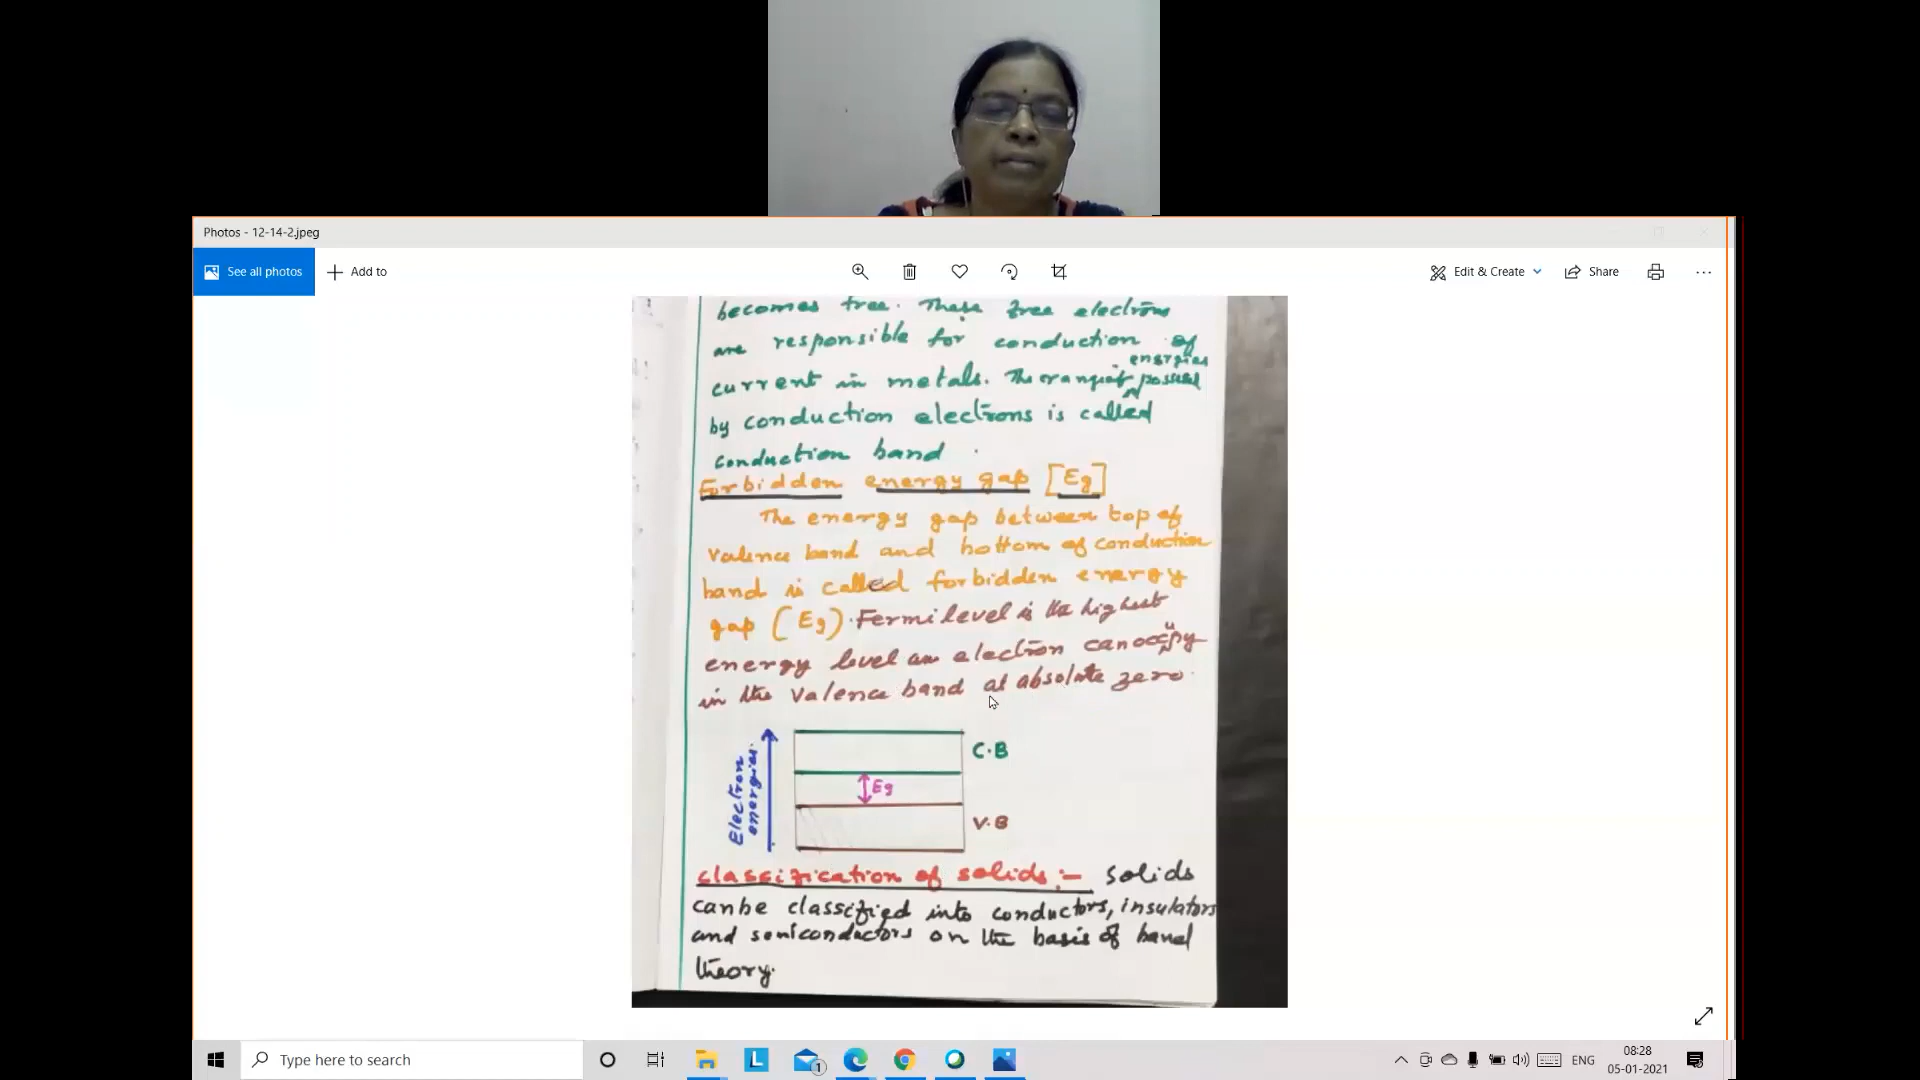 Photos - 12-14-2.jpeg
See all photos
Add to
Edit & Create
Share
becomes free. These free electrons
are responsible for conduction of
energies
current in metals. The range of possessed
by conduction electrons is called
conduction band.
Forbidden energy gap [Eg]
The energy gap between top of
valence band and bottom of conduction
band is called forbidden energy
gap (Eg). Fermi level is the highest
energy level an electron can occupy
in the valence band at absolute zero.
Electron energies.
C.B
Eg
V.B
classification of solids:- Solids
can be classified into conductors, insulators
and semiconductors on the basis of band
theory.
Type here to search
L
1
ENG
08:28
05-01-2021